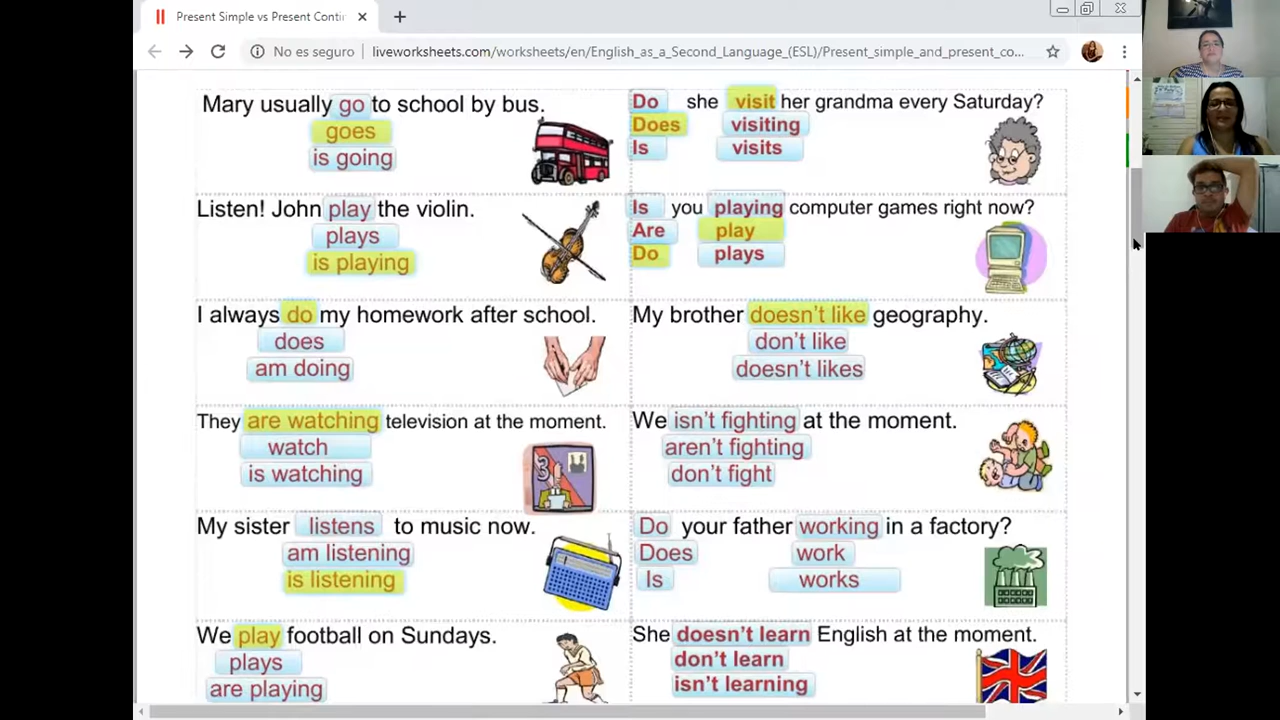 Present Simple vs Present Conti
No es seguro
liveworksheets.com/worksheets/en/English_as_a_Second_Language_(ESL)/Present_simple_and_present_co...
Mary usually go to school by bus.
goes
is going
Do she visit her grandma every Saturday?
Does visiting
Is visits
Listen! John play the violin.
plays
is playing
Is you playing computer games right now?
Are play
Do plays
I always do my homework after school.
does
am doing
My brother doesn't like geography.
don't like
doesn't likes
They are watching television at the moment.
watch
is watching
3
We isn't fighting at the moment.
aren't fighting
don't fight
My sister listens to music now.
am listening
is listening
Do your father working in a factory?
Does work
Is works
We play football on Sundays.
plays
are playing
She doesn't learn English at the moment.
don't learn
isn't learning